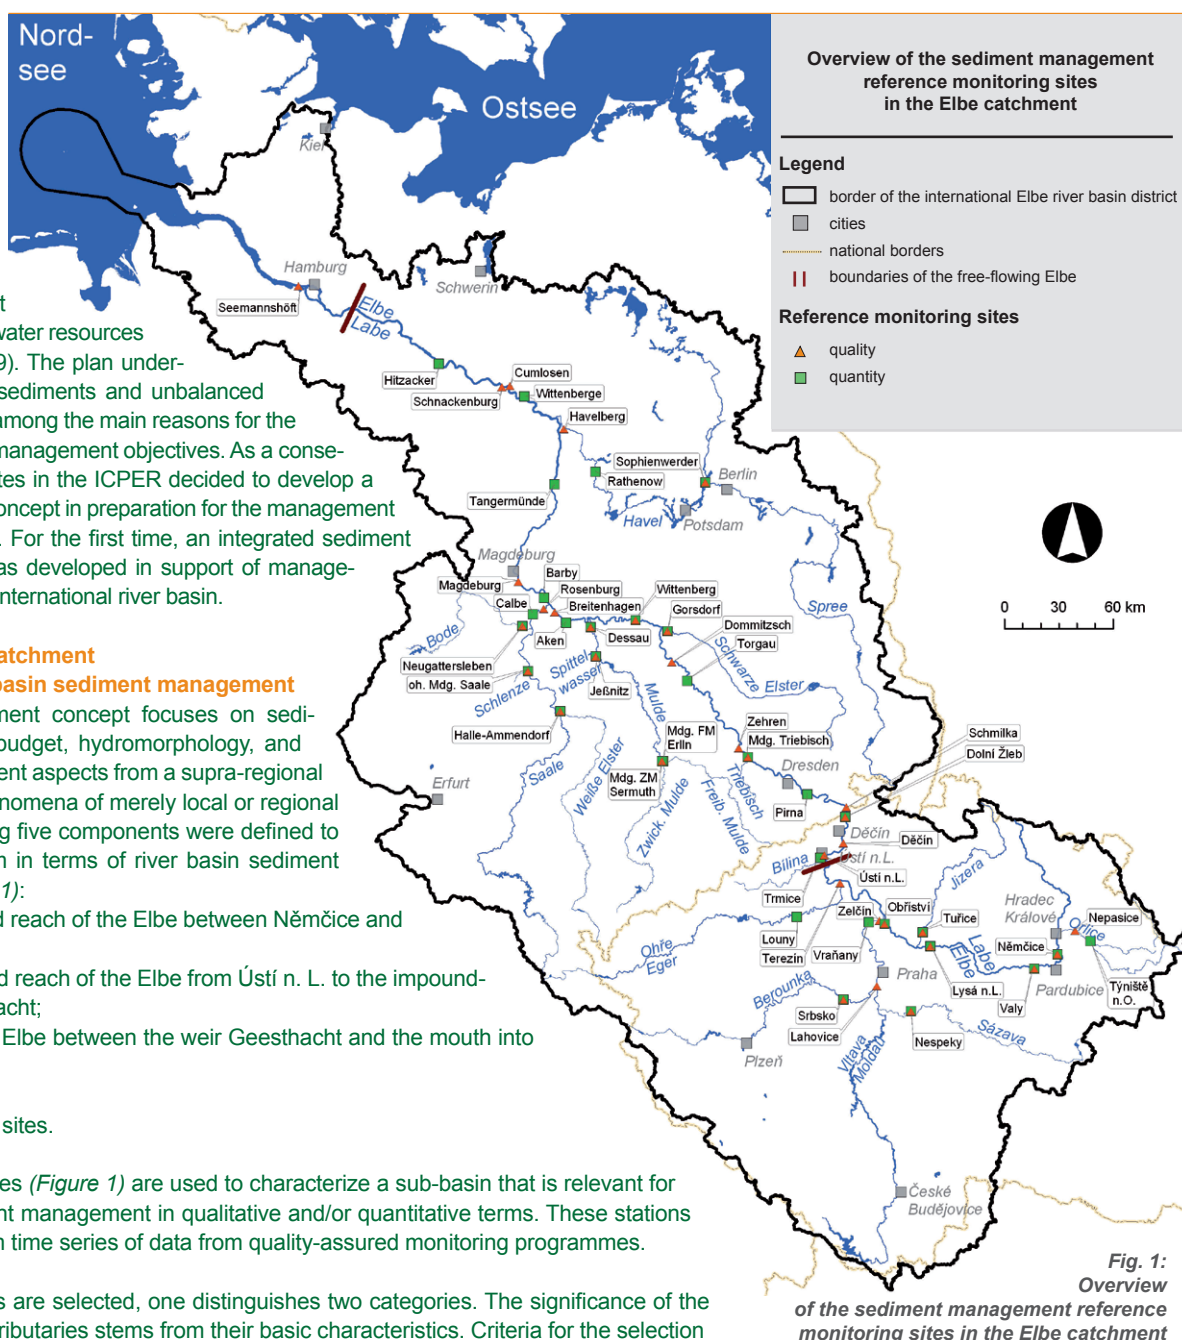 Nord-
see
Ostsee
Kiel
Hamburg
Schwerin
Seemannshöft
Elbe
Labe
Hitzacker
Cumlosen
Schnackenburg
Wittenberge
Havelberg
Sophienwerder
Rathenow
Berlin
Tangermünde
Havel
Potsdam
Magdeburg
Magdeburg
Barby
Rosenburg
Wittenberg
Calbe
Breitenhagen
Gorsdorf
Spree
Bode
Aken
Dessau
Dommitzsch
Torgau
Neugattersleben
oh. Mdg. Saale
Schlenze
Spittel-
wasser
Jeßnitz
Mulde
Schwarze
Elster
Halle-Ammendorf
Mdg. FM
Erlln
Zehren
Mdg. Triebisch
Schmilka
Dolní Žleb
Erfurt
Saale
Weiße Elster
Mdg. ZM
Sermuth
Zwick. Mulde
Freib. Mulde
Triebisch
Dresden
Pirna
Děčín
Děčín
Bílina
Ústí n.L.
Ústí n.L.
Jizera
Trmice
Zelčín
Obříství
Tuřice
Hradec
Králové
Orlice
Nepasice
Ohře
Eger
Louny
Terezín
Vraňany
Labe
Elbe
Němčice
Praha
Lysá n.L.
Valy
Pardubice
Týniště
n.O.
Berounka
Srbsko
Lahovice
Nespeky
Sázava
Plzeň
Vltava
Moldau
České
Budějovice
Overview of the sediment management
reference monitoring sites
in the Elbe catchment
Legend
border of the international Elbe river basin district
cities
national borders
boundaries of the free-flowing Elbe
Reference monitoring sites
quality
quantity
0 30 60 km
t
water resources
9). The plan under-
sediments and unbalanced
among the main reasons for the
management objectives. As a conse-
tes in the ICPER decided to develop a
oncept in preparation for the management
. For the first time, an integrated sediment
as developed in support of manage-
international river basin.
atchment
basin sediment management
ment concept focuses on sedi-
budget, hydromorphology, and
ent aspects from a supra-regional
enomena of merely local or regional
g five components were defined to
n in terms of river basin sediment
1):
d reach of the Elbe between Němčice and
d reach of the Elbe from Ústí n. L. to the impound-
acht;
Elbe between the weir Geesthacht and the mouth into
sites.
es (Figure 1) are used to characterize a sub-basin that is relevant for
nt management in qualitative and/or quantitative terms. These stations
n time series of data from quality-assured monitoring programmes.
s are selected, one distinguishes two categories. The significance of the
ributaries stems from their basic characteristics. Criteria for the selection
Fig. 1:
Overview
of the sediment management reference
monitoring sites in the Elbe catchment